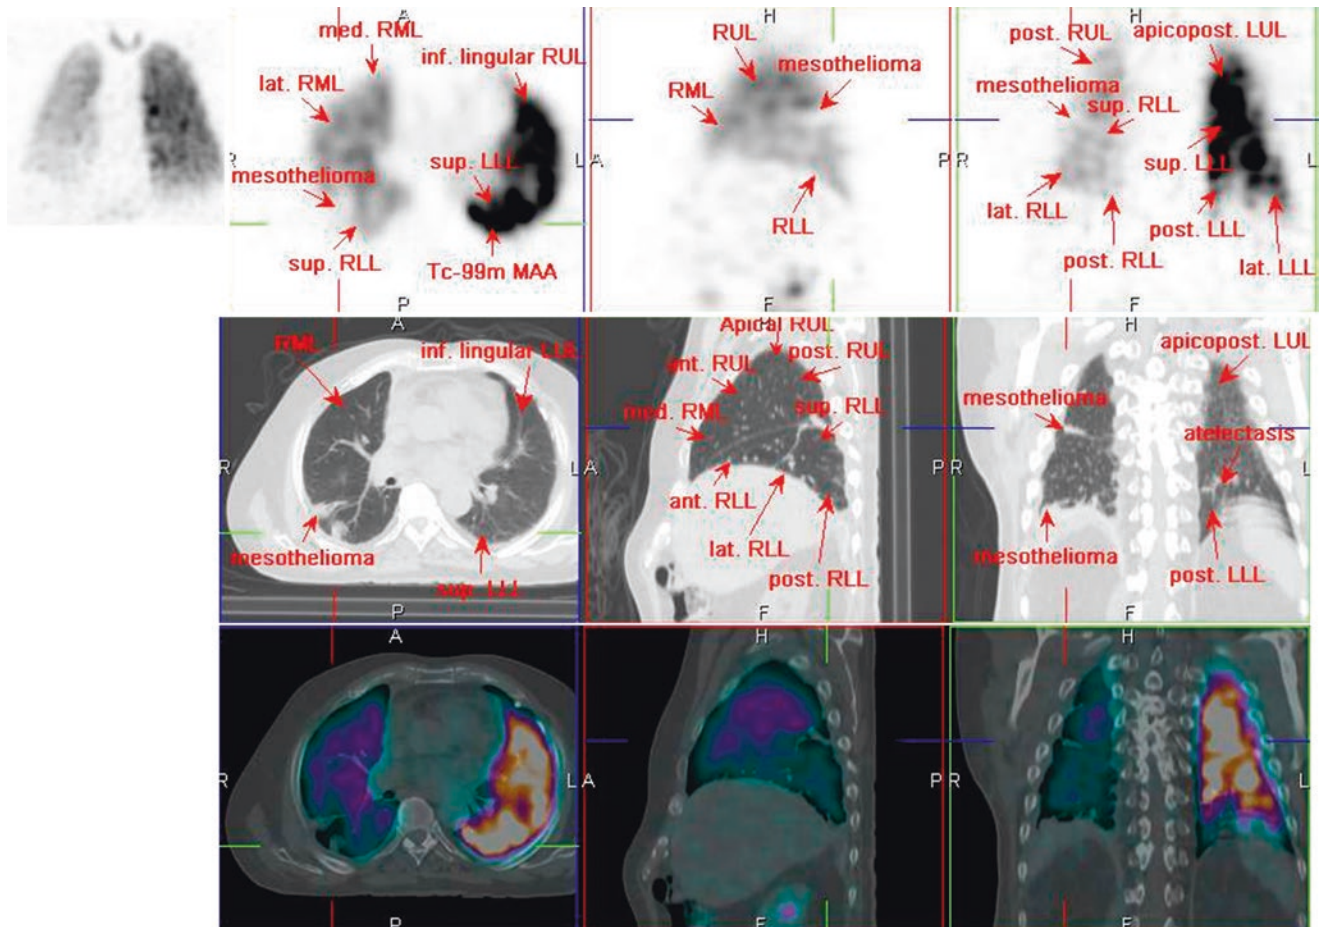 A
med. RML
inf. lingular RUL
lat. RML
R
L
sup. LLL
mesothelioma
sup. RLL
Tc-99m MAA
P
H
RUL
mesothelioma
RML
A
P
RLL
F
H
post. RUL
apicopost. LUL
mesothelioma
sup. RLL
R
L
sup. LLL
lat. RLL
post. LLL
post. RLL
lat. LLL
F
A
RML
inf. lingular LUL
R
L
mesothelioma
sup. LLL
P
H
Apical RUL
ant. RUL
post. RUL
med. RML
sup. RLL
A
P
ant. RLL
lat. RLL
post. RLL
F
H
apicopost. LUL
mesothelioma
atelectasis
R
L
mesothelioma
post. LLL
F
A
R
L
P
H
A
P
F
H
R
L
F